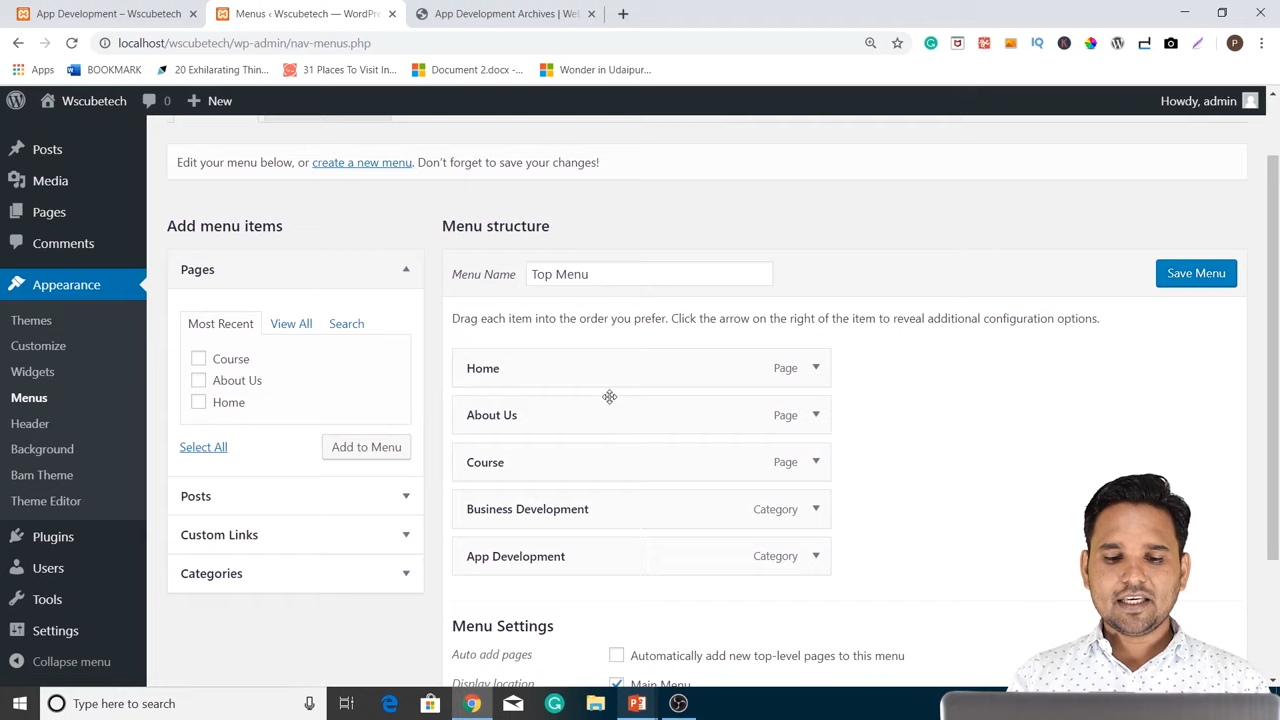 App Development – Wscubetech
Menus ‹ Wscubetech — WordPr
App Development Archives | Wel
localhost/wscubetech/wp-admin/nav-menus.php
Apps
BOOKMARK
20 Exhilarating Thin...
31 Places To Visit In...
Document 2.docx -...
Wonder in Udaipur...
Wscubetech
0
New
Howdy, admin
Posts
Media
Pages
Comments
Appearance
Themes
Customize
Widgets
Menus
Header
Background
Bam Theme
Theme Editor
Plugins
Users
Tools
Settings
Collapse menu
Edit your menu below, or create a new menu. Don’t forget to save your changes!
Add menu items
Pages
Most Recent
View All
Search
Course
About Us
Home
Select All
Add to Menu
Posts
Custom Links
Categories
Menu structure
Menu Name
Top Menu
Save Menu
Drag each item into the order you prefer. Click the arrow on the right of the item to reveal additional configuration options.
Home Page
About Us Page
Course Page
Business Development Category
App Development Category
Menu Settings
Auto add pages
Automatically add new top-level pages to this menu
Display location
Main Menu
Type here to search